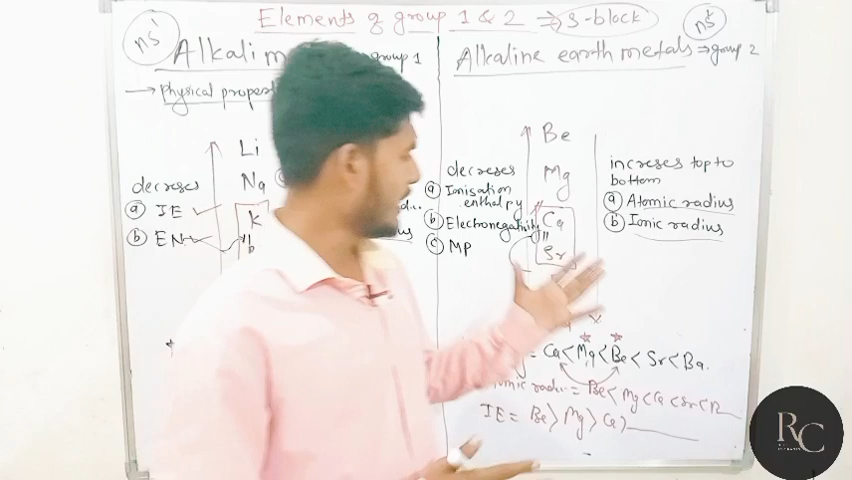 Elements of group 1 & 2 ⇒ s-block
ns¹
ns²
Alkali m
group 1
→ physical propert
decreses
ⓐ IE
ⓑ EN
Li
Na
K
Alkaline earth metals ⇒ group 2
decreses
ⓐ Ionisation
enthalpy
ⓑ Electronegativity
ⓒ MP
Be
Mg
Ca
Sr
increses top to
bottom
ⓐ Atomic radius
ⓑ Ionic radius
= Ca < Mg < Be < Sr < Ba.
= Be < Mg < Ca < Sr < B
IE = Be > Mg > Ca >
RC